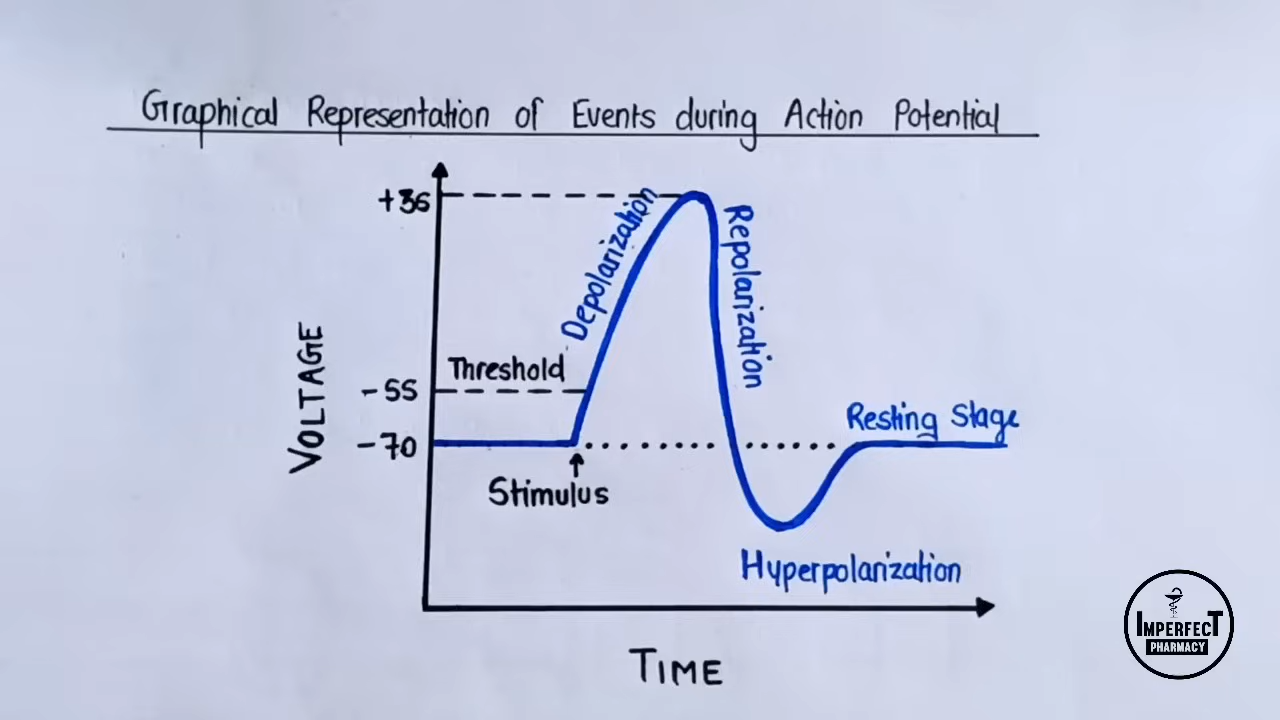 Graphical Representation of Events during Action Potential
+35
Depolarization
Repolarization
VOLTAGE
Threshold
-55
-70
Resting Stage
Stimulus
Hyperpolarization
TIME
IMPERFECT
PHARMACY